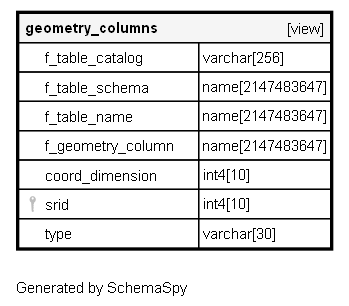 geometry_columns [view]
f_table_catalog varchar[256]
f_table_schema name[2147483647]
f_table_name name[2147483647]
f_geometry_column name[2147483647]
coord_dimension int4[10]
srid int4[10]
type varchar[30]
Generated by SchemaSpy